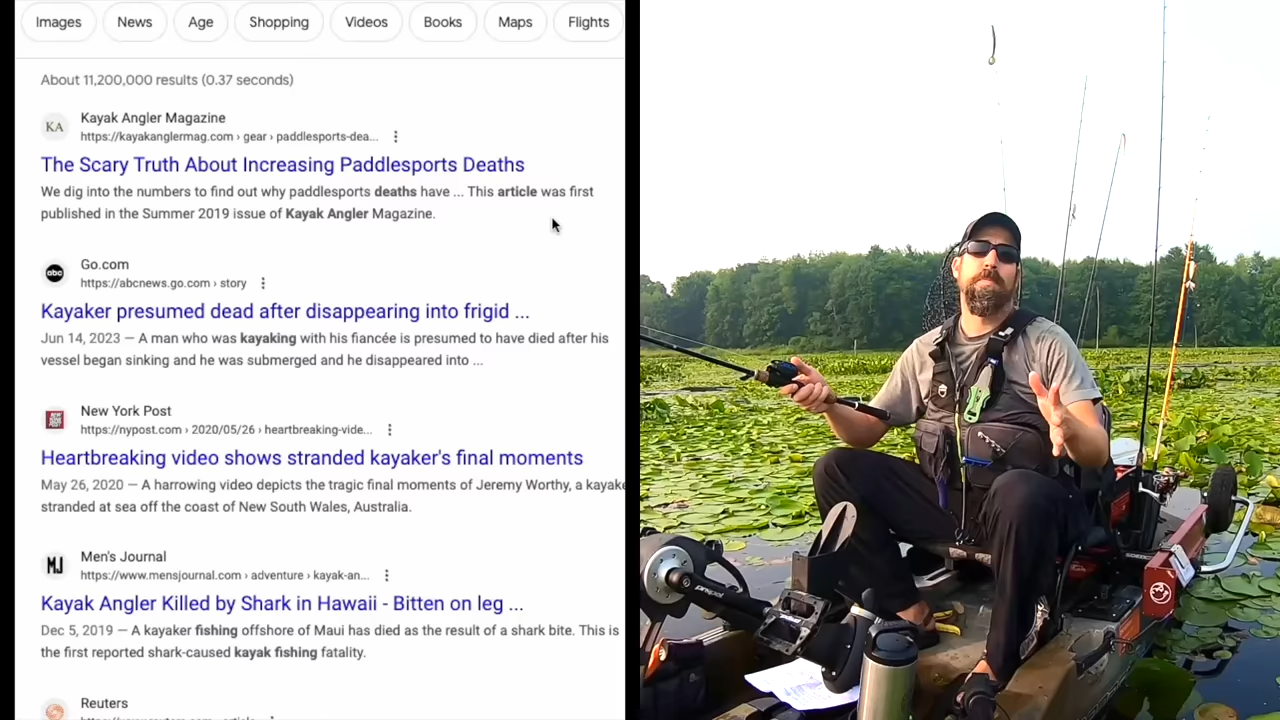 Images News Age Shopping Videos Books Maps Flights
About 11,200,000 results (0.37 seconds)
KA
Kayak Angler Magazine
https://kayakanglermag.com › gear › paddlesports-dea...
The Scary Truth About Increasing Paddlesports Deaths
We dig into the numbers to find out why paddlesports deaths have ... This article was first
published in the Summer 2019 issue of Kayak Angler Magazine.
abc
Go.com
https://abcnews.go.com › story
Kayaker presumed dead after disappearing into frigid ...
Jun 14, 2023 — A man who was kayaking with his fiancée is presumed to have died after his
vessel began sinking and he was submerged and he disappeared into ...
New York Post
https://nypost.com › 2020/05/26 › heartbreaking-vide...
Heartbreaking video shows stranded kayaker's final moments
May 26, 2020 — A harrowing video depicts the tragic final moments of Jeremy Worthy, a kayake
stranded at sea off the coast of New South Wales, Australia.
MJ
Men's Journal
https://www.mensjournal.com › adventure › kayak-an...
Kayak Angler Killed by Shark in Hawaii - Bitten on leg ...
Dec 5, 2019 — A kayaker fishing offshore of Maui has died as the result of a shark bite. This is
the first reported shark-caused kayak fishing fatality.
Reuters
propel